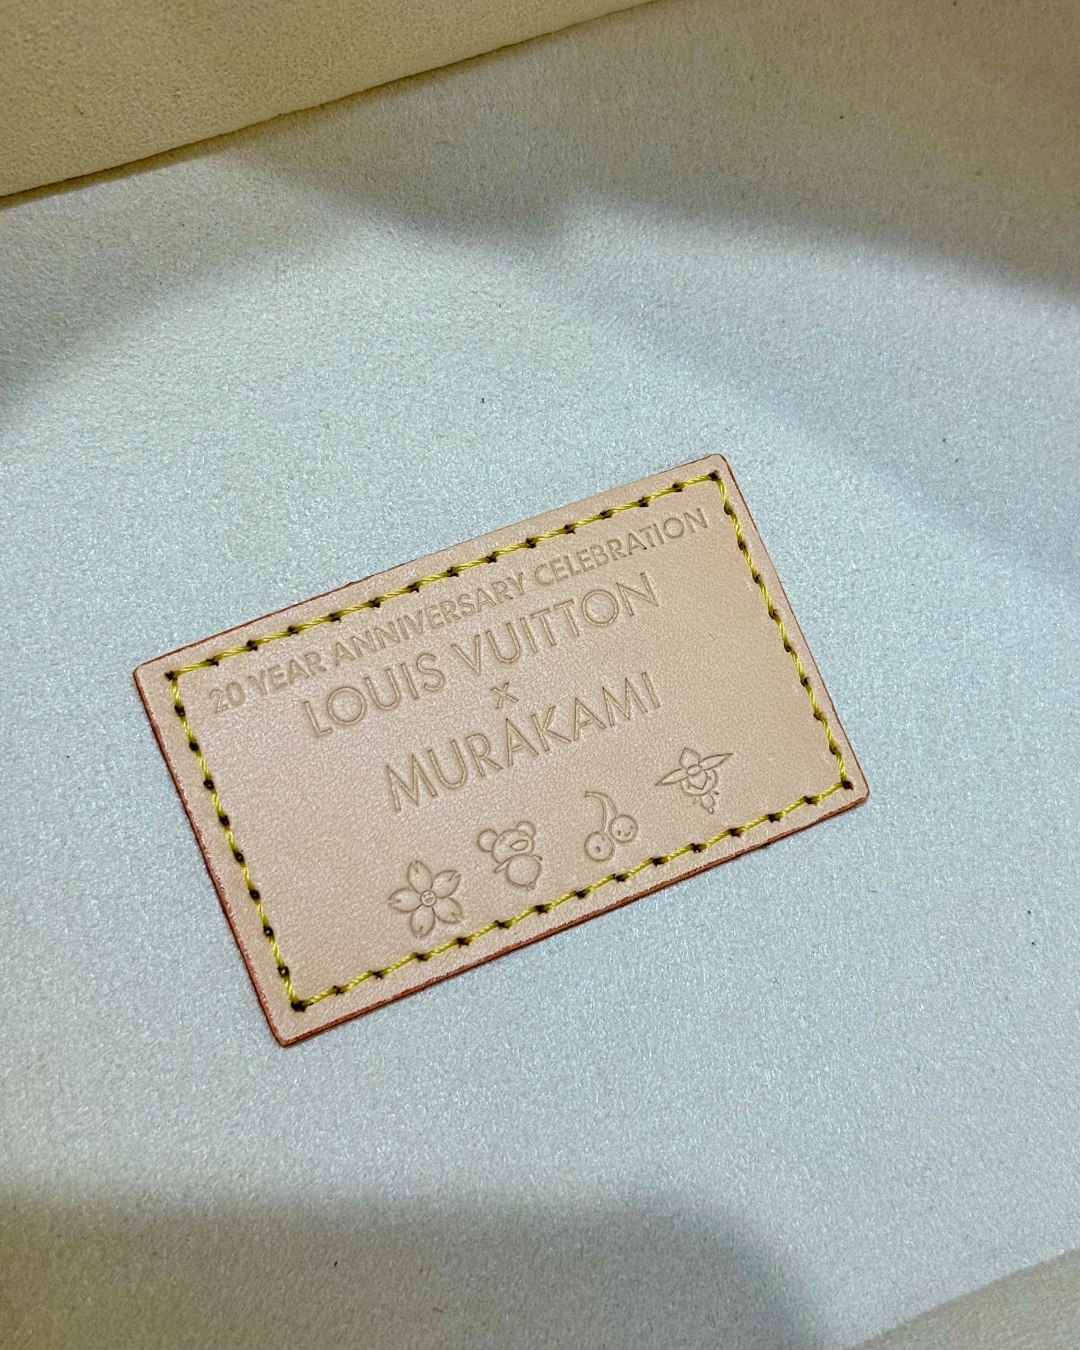 20 YEAR ANNIVERSARY CELEBRATION
LOUIS VUITTON
x
MURAKAMI